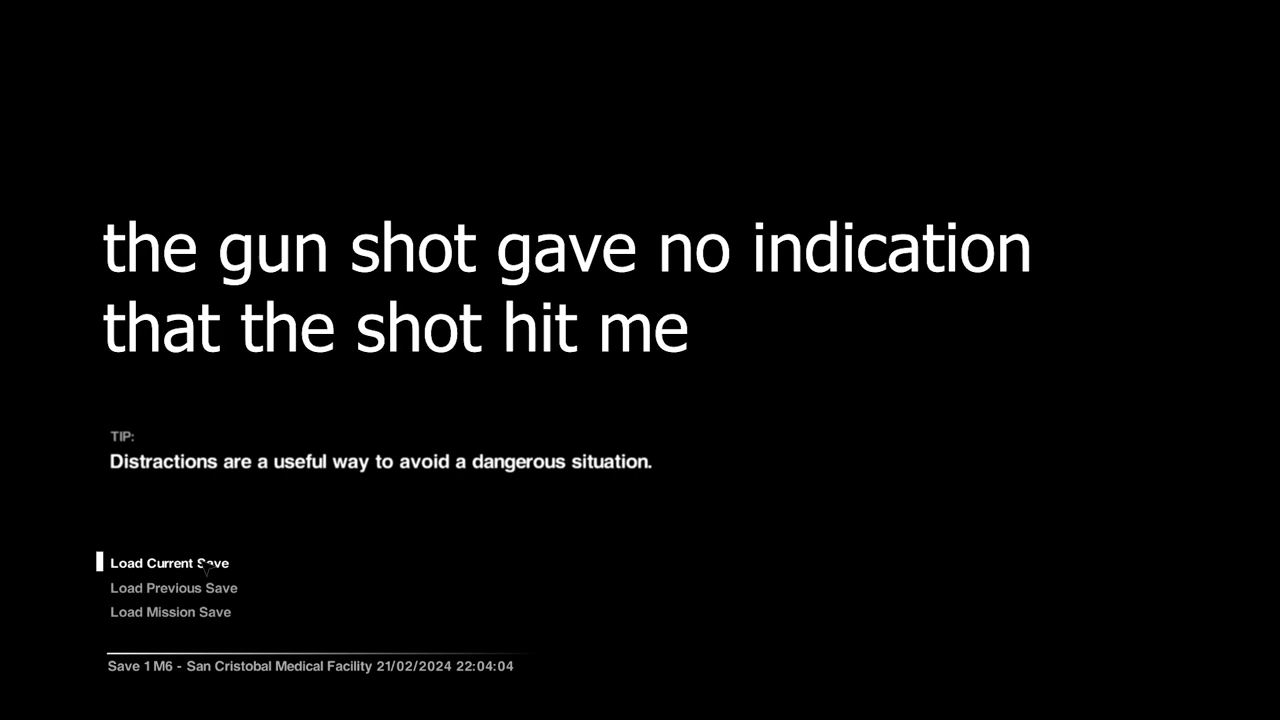 the gun shot gave no indication
that the shot hit me
TIP:
Distractions are a useful way to avoid a dangerous situation.
Load Current Save
Load Previous Save
Load Mission Save
Save 1 M6 - San Cristobal Medical Facility 21/02/2024 22:04:04